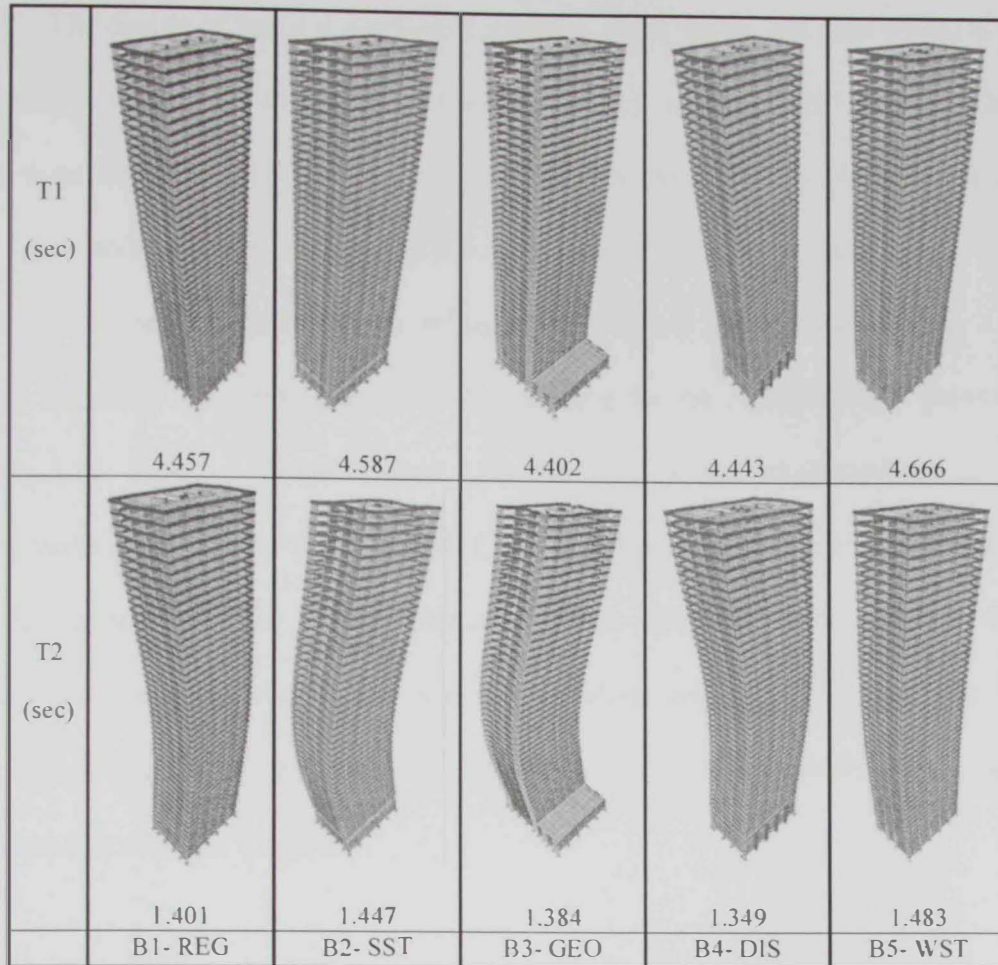 T1
(sec)
4.457 4.587 4.402 4.443 4.666
T2
(sec)
1.401 1.447 1.384 1.349 1.483
B1- REG B2- SST B3- GEO B4- DIS B5- WST